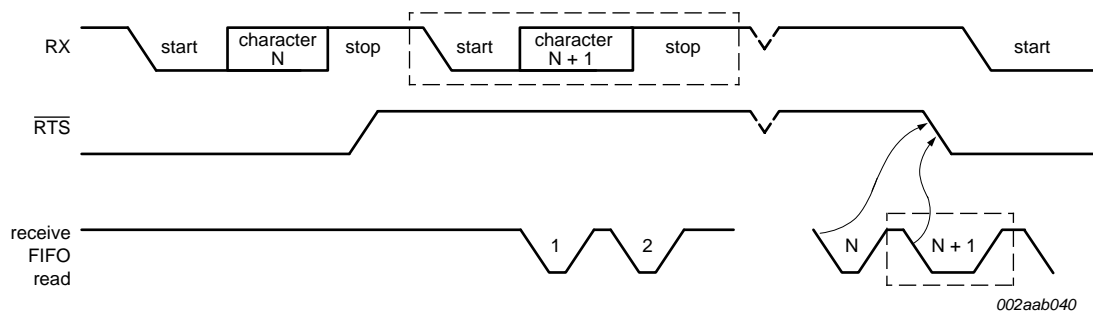 RX
start
character
N
stop
start
character
N + 1
stop
start
RTS
receive
FIFO
read
1
2
N
N + 1
002aab040